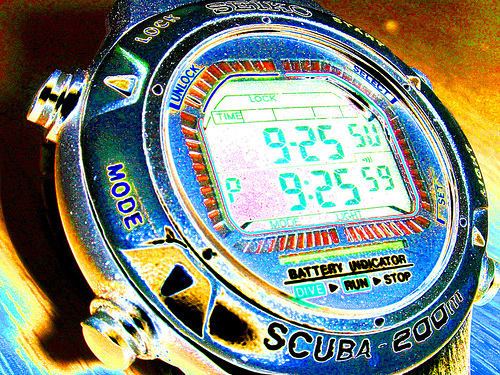 SEIKO
LOCK
START
UNLOCK
SELECT
LOCK
TIME
9-25 SU
P 9:25 59
MODE LIGHT
SET
MODE
BATTERY INDICATOR
DIVE ▶ RUN ▶ STOP
SCUBA-200m